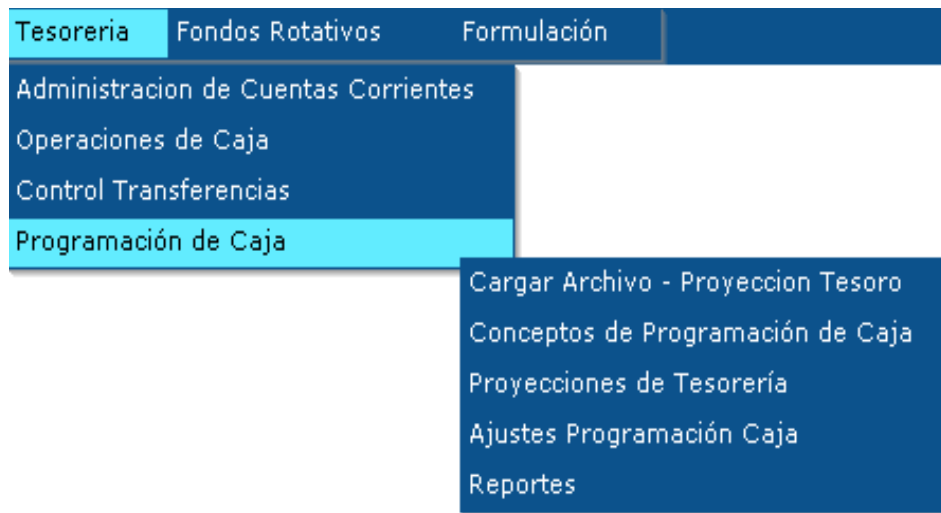 Tesoreria Fondos Rotativos Formulación
Administracion de Cuentas Corrientes
Operaciones de Caja
Control Transferencias
Programación de Caja
Cargar Archivo - Proyeccion Tesoro
Conceptos de Programación de Caja
Proyecciones de Tesorería
Ajustes Programación Caja
Reportes